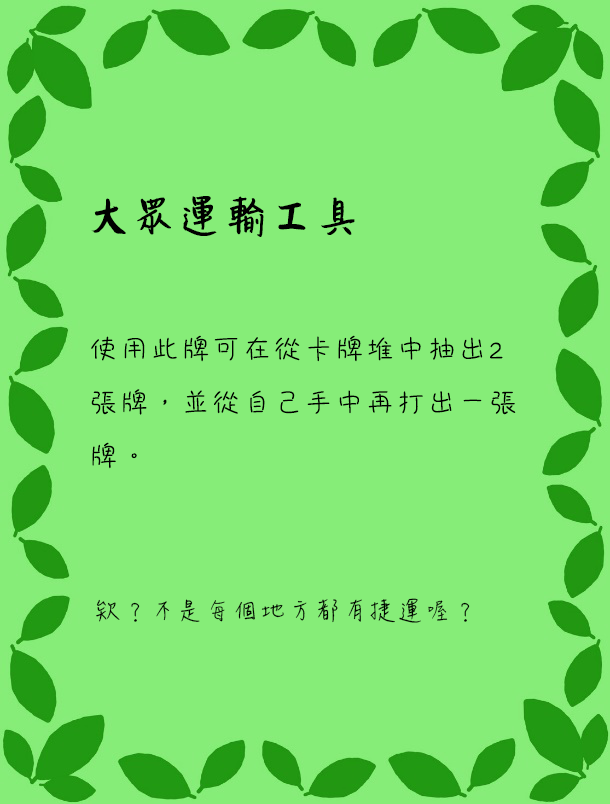 大眾運輸工具
使用此牌可在從卡牌堆中抽出2
張牌，並從自己手中再打出一張
牌。
欸？不是每個地方都有捷運喔？